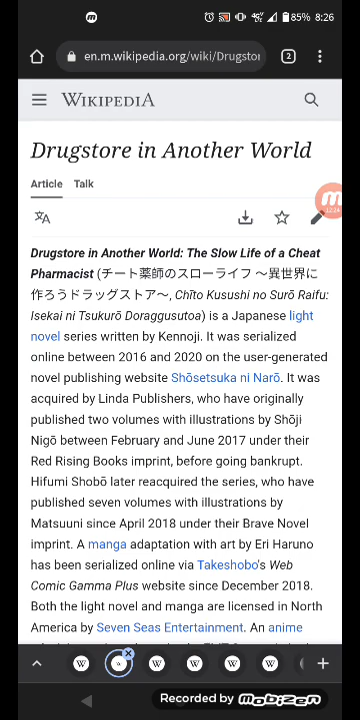 85% 8:26
en.m.wikipedia.org/wiki/Drugstor
2
WIKIPEDIA
Drugstore in Another World
Article Talk
12:24
Drugstore in Another World: The Slow Life of a Cheat
Pharmacist (チート薬師のスローライフ 〜異世界に
作ろうドラッグストア〜, Chīto Kusushi no Surō Raifu:
Isekai ni Tsukurō Doraggusutoa) is a Japanese light
novel series written by Kennoji. It was serialized
online between 2016 and 2020 on the user-generated
novel publishing website Shōsetsuka ni Narō. It was
acquired by Linda Publishers, who have originally
published two volumes with illustrations by Shōji
Nigō between February and June 2017 under their
Red Rising Books imprint, before going bankrupt.
Hifumi Shobō later reacquired the series, who have
published seven volumes with illustrations by
Matsuuni since April 2018 under their Brave Novel
imprint. A manga adaptation with art by Eri Haruno
has been serialized online via Takeshobo's Web
Comic Gamma Plus website since December 2018.
Both the light novel and manga are licensed in North
America by Seven Seas Entertainment. An anime
Recorded by mobizen